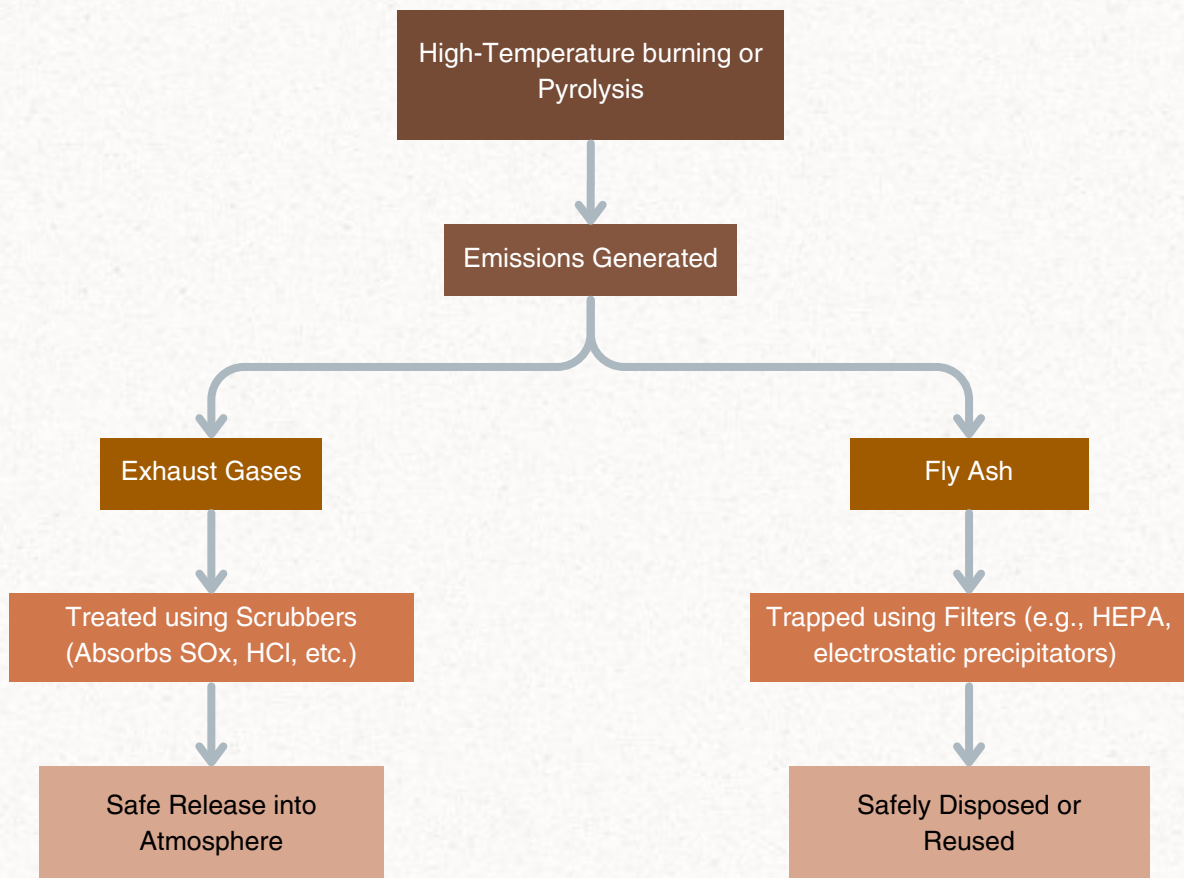 High-Temperature burning or
Pyrolysis
Emissions Generated
Exhaust Gases
Fly Ash
Treated using Scrubbers
(Absorbs SOx, HCl, etc.)
Trapped using Filters (e.g., HEPA,
electrostatic precipitators)
Safe Release into
Atmosphere
Safely Disposed or
Reused